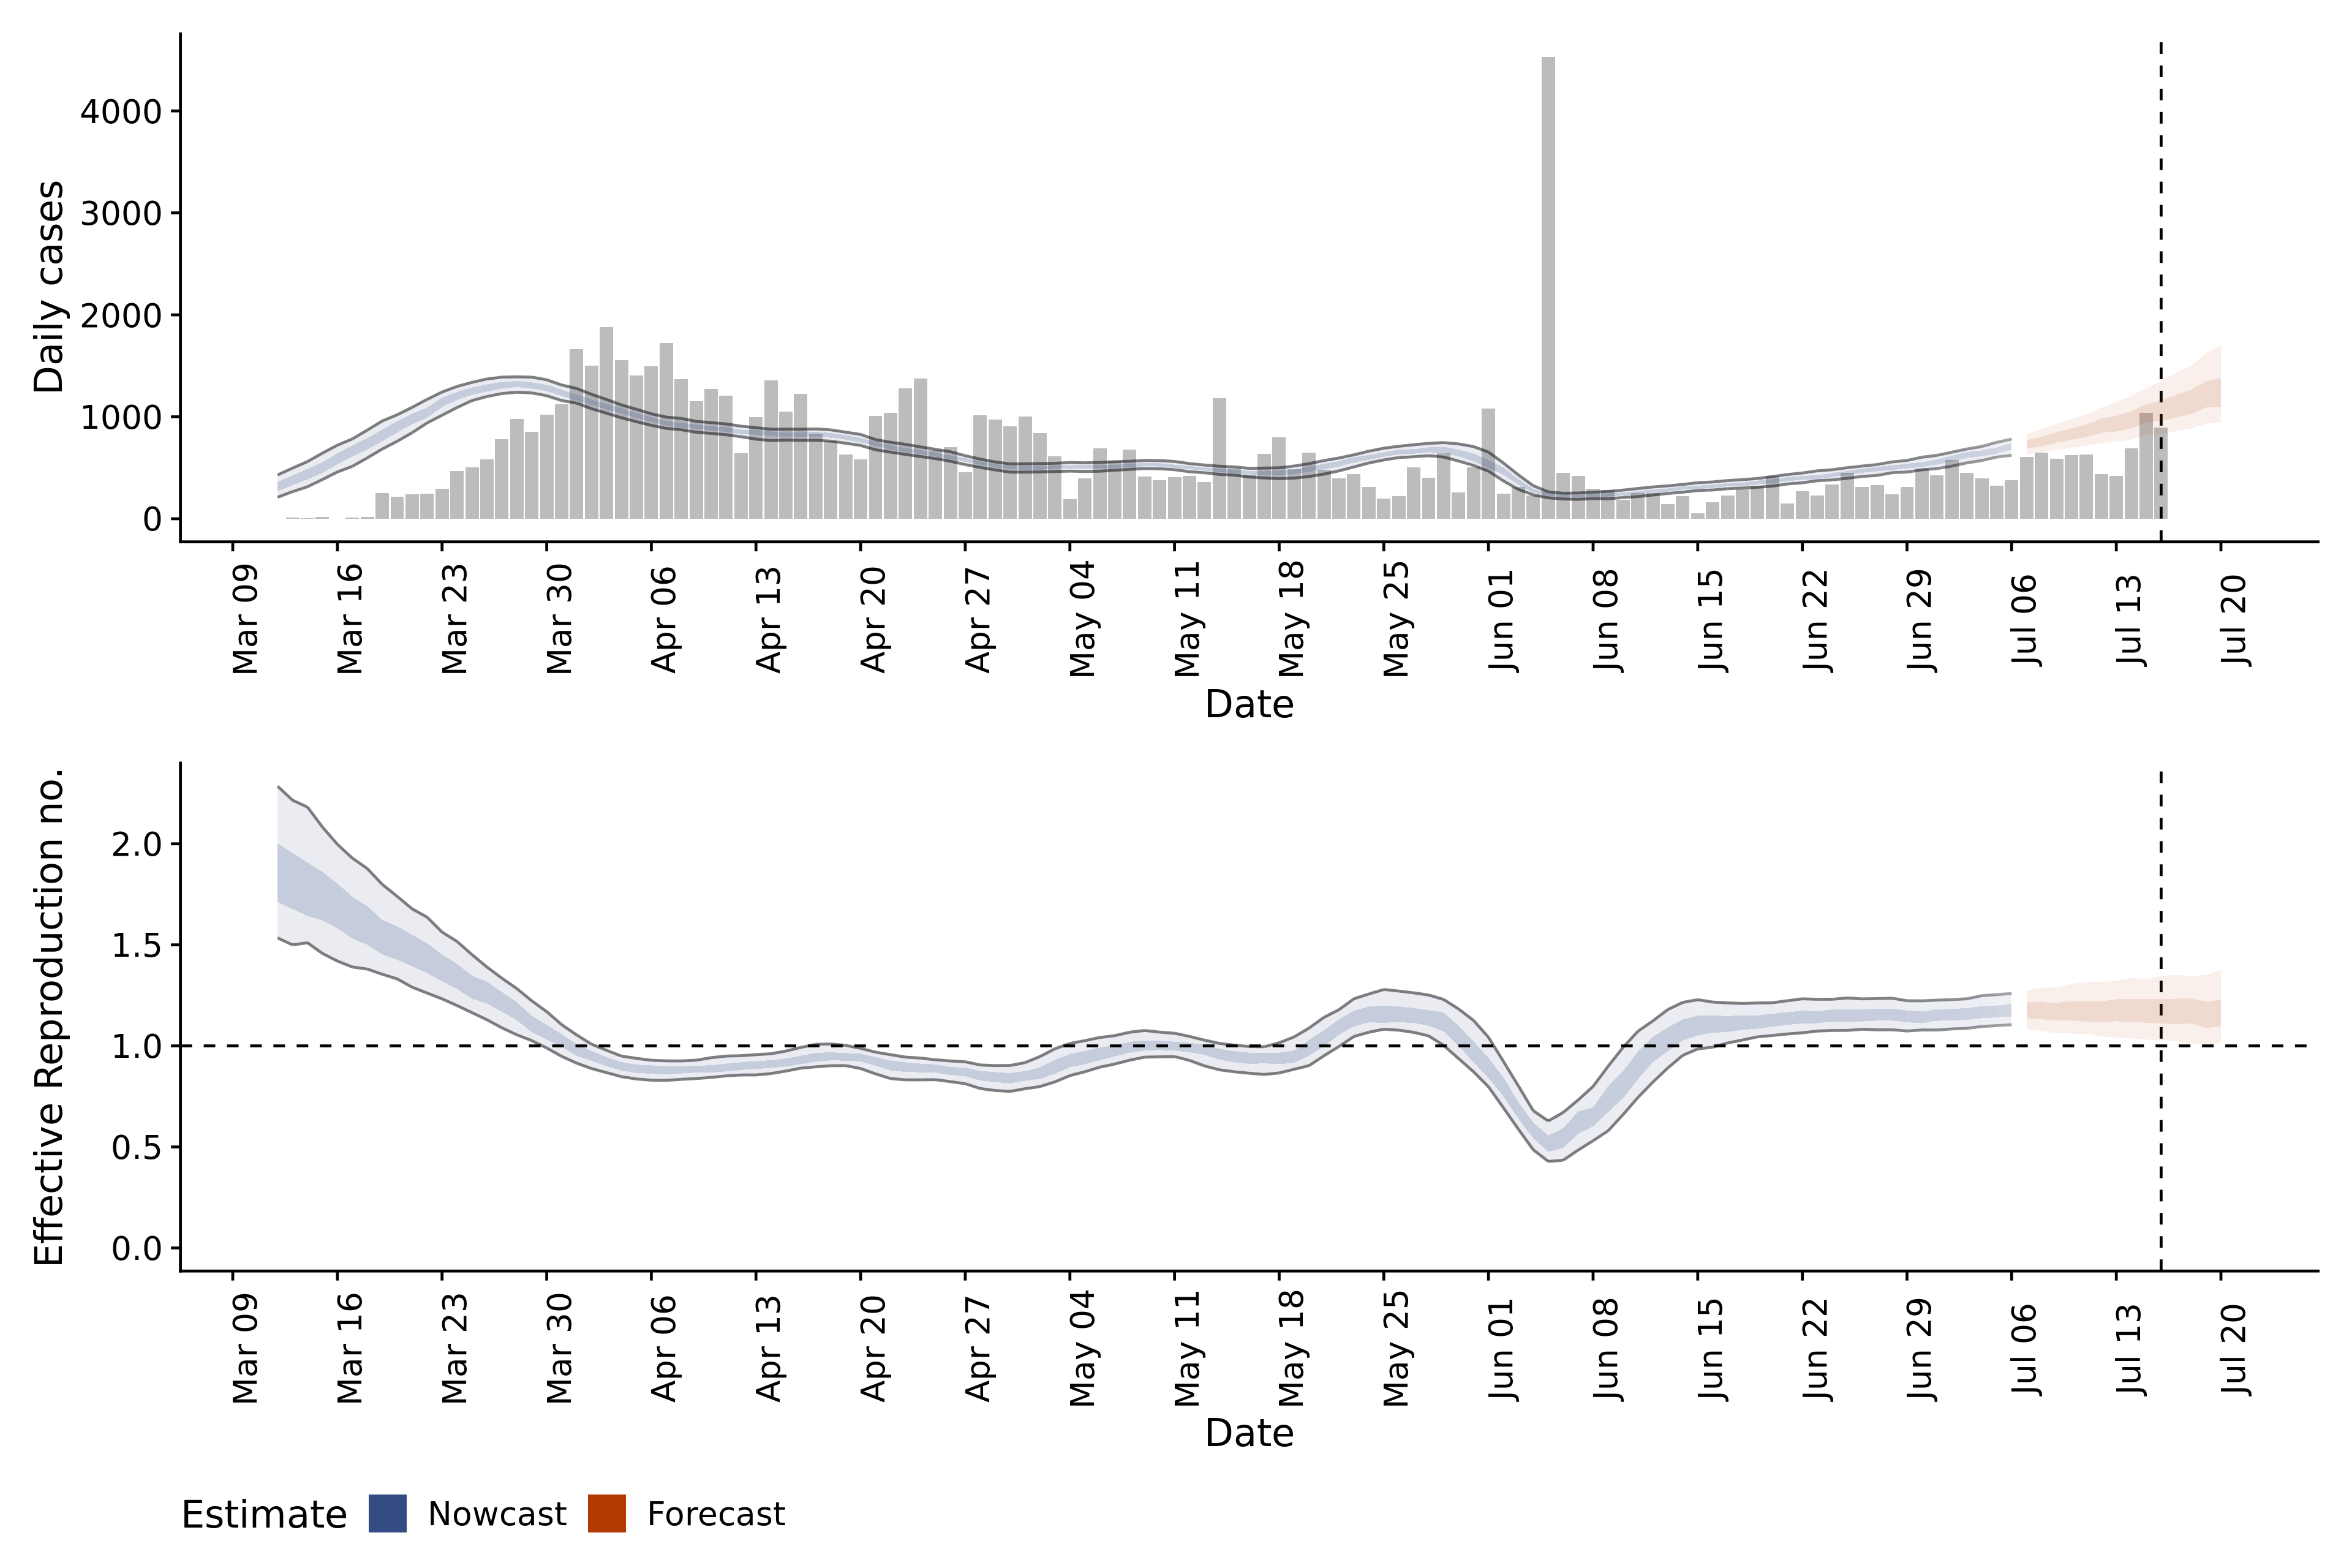 Daily cases
4000
3000
2000
1000
0
Mar 09
Mar 16
Mar 23
Mar 30
Apr 06
Apr 13
Apr 20
Apr 27
May 04
May 11
May 18
May 25
Jun 01
Jun 08
Jun 15
Jun 22
Jun 29
Jul 06
Jul 13
Jul 20
Date
Effective Reproduction no.
2.0
1.5
1.0
0.5
0.0
Mar 09
Mar 16
Mar 23
Mar 30
Apr 06
Apr 13
Apr 20
Apr 27
May 04
May 11
May 18
May 25
Jun 01
Jun 08
Jun 15
Jun 22
Jun 29
Jul 06
Jul 13
Jul 20
Date
Estimate Nowcast Forecast